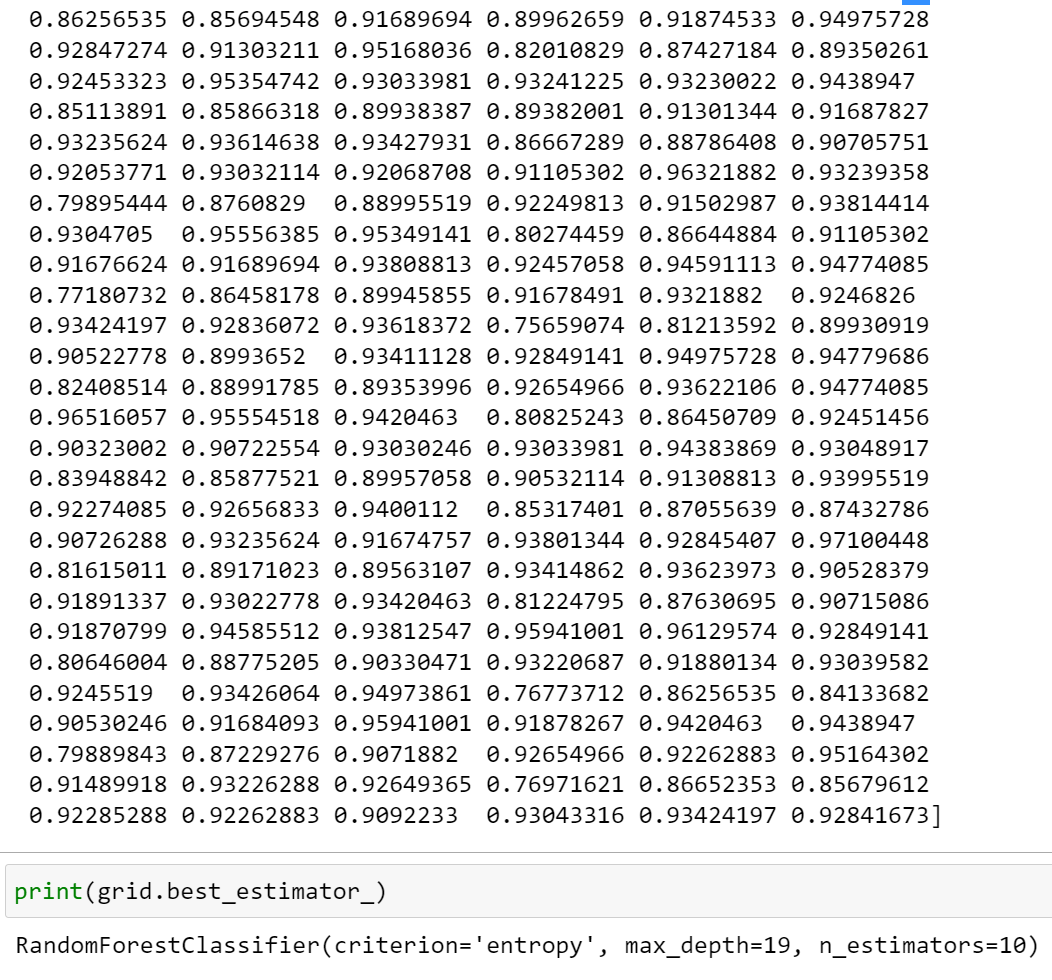 0.86256535 0.85694548 0.91689694 0.89962659 0.91874533 0.94975728
0.92847274 0.91303211 0.95168036 0.82010829 0.87427184 0.89350261
0.92453323 0.95354742 0.93033981 0.93241225 0.93230022 0.9438947
0.85113891 0.85866318 0.89938387 0.89382001 0.91301344 0.91687827
0.93235624 0.93614638 0.93427931 0.86667289 0.88786408 0.90705751
0.92053771 0.93032114 0.92068708 0.91105302 0.96321882 0.93239358
0.79895444 0.8760829 0.88995519 0.92249813 0.91502987 0.93814414
0.9304705 0.95556385 0.95349141 0.80274459 0.86644884 0.91105302
0.91676624 0.91689694 0.93808813 0.92457058 0.94591113 0.94774085
0.77180732 0.86458178 0.89945855 0.91678491 0.9321882 0.9246826
0.93424197 0.92836072 0.93618372 0.75659074 0.81213592 0.89930919
0.90522778 0.8993652 0.93411128 0.92849141 0.94975728 0.94779686
0.82408514 0.88991785 0.89353996 0.92654966 0.93622106 0.94774085
0.96516057 0.95554518 0.9420463 0.80825243 0.86450709 0.92451456
0.90323002 0.90722554 0.93030246 0.93033981 0.94383869 0.93048917
0.83948842 0.85877521 0.89957058 0.90532114 0.91308813 0.93995519
0.92274085 0.92656833 0.9400112 0.85317401 0.87055639 0.87432786
0.90726288 0.93235624 0.91674757 0.93801344 0.92845407 0.97100448
0.81615011 0.89171023 0.89563107 0.93414862 0.93623973 0.90528379
0.91891337 0.93022778 0.93420463 0.81224795 0.87630695 0.90715086
0.91870799 0.94585512 0.93812547 0.95941001 0.96129574 0.92849141
0.80646004 0.88775205 0.90330471 0.93220687 0.91880134 0.93039582
0.9245519 0.93426064 0.94973861 0.76773712 0.86256535 0.84133682
0.90530246 0.91684093 0.95941001 0.91878267 0.9420463 0.9438947
0.79889843 0.87229276 0.9071882 0.92654966 0.92262883 0.95164302
0.91489918 0.93226288 0.92649365 0.76971621 0.86652353 0.85679612
0.92285288 0.92262883 0.9092233 0.93043316 0.93424197 0.92841673]
print(grid.best_estimator_)
RandomForestClassifier(criterion='entropy', max_depth=19, n_estimators=10)